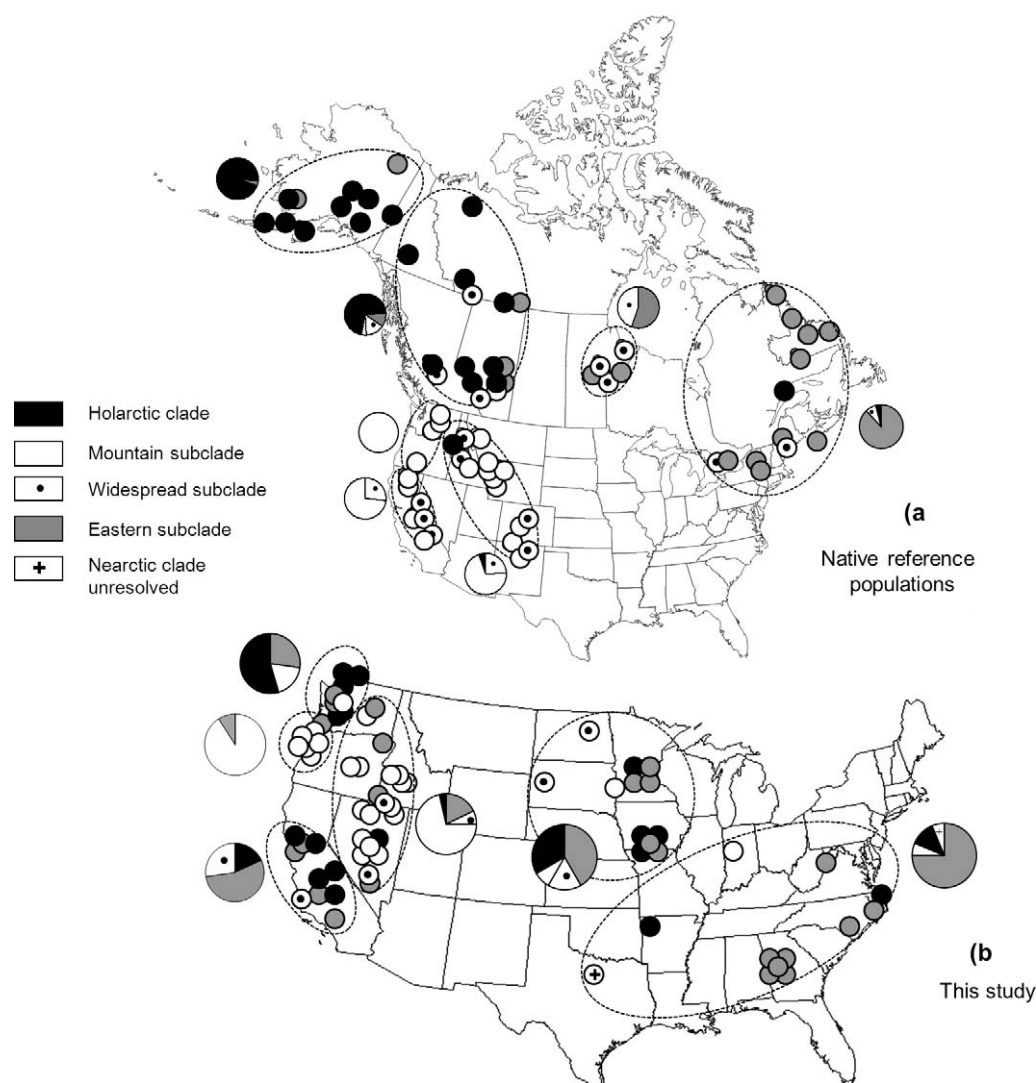 Holarctic clade
Mountain subclade
Widespread subclade
Eastern subclade
Nearctic clade
unresolved
(a
Native reference
populations
(b
This study